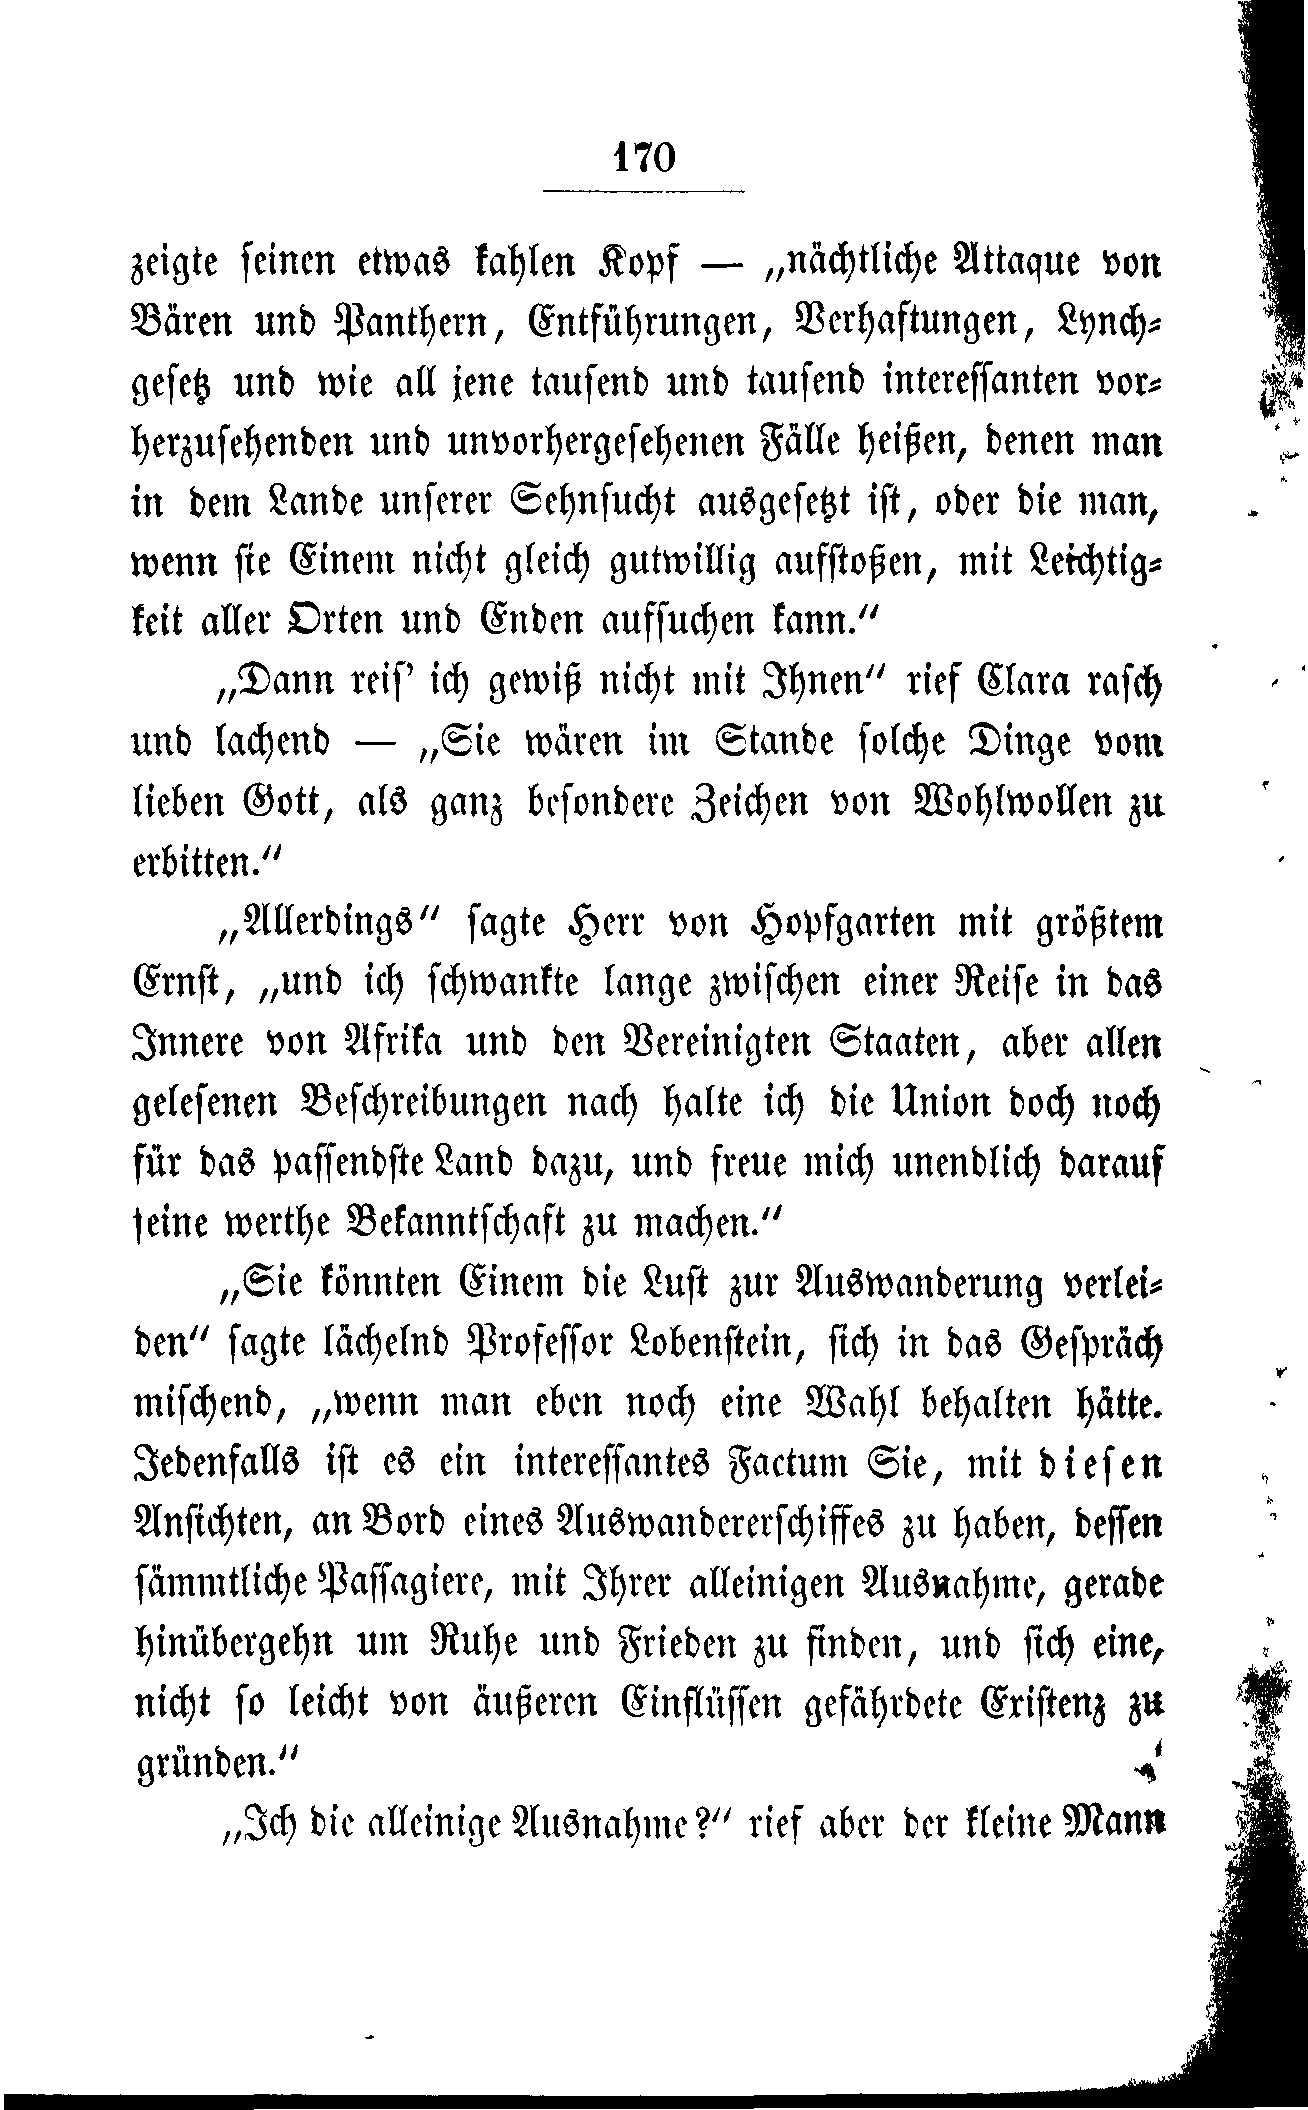 170
zeigte seinen etwas kahlen Kopf — „nächtliche Attaque von
Bären und Panthern, Entführungen, Verhaftungen, Lynch-
gesetz und wie all jene tausend und tausend interessanten vor-
herzusehenden und unvorhergesehenen Fälle heißen, denen man
in dem Lande unserer Sehnsucht ausgesetzt ist, oder die man,
wenn sie Einem nicht gleich gutwillig aufstoßen, mit Leichtig-
keit aller Orten und Enden aufsuchen kann.“
„Dann reis’ ich gewiß nicht mit Ihnen“ rief Clara rasch
und lachend — „Sie wären im Stande solche Dinge vom
lieben Gott, als ganz besondere Zeichen von Wohlwollen zu
erbitten.“
„Allerdings“ sagte Herr von Hopfgarten mit größtem
Ernst, „und ich schwankte lange zwischen einer Reise in das
Innere von Afrika und den Vereinigten Staaten, aber allen
gelesenen Beschreibungen nach halte ich die Union doch noch
für das passendste Land dazu, und freue mich unendlich darauf
seine werthe Bekanntschaft zu machen.“
„Sie könnten Einem die Lust zur Auswanderung verlei-
den“ sagte lächelnd Professor Lobenstein, sich in das Gespräch
mischend, „wenn man eben noch eine Wahl behalten hätte.
Jedenfalls ist es ein interessantes Factum Sie, mit diesen
Ansichten, an Bord eines Auswandererschiffes zu haben, dessen
sämmtliche Passagiere, mit Ihrer alleinigen Ausnahme, gerade
hinübergehn um Ruhe und Frieden zu finden, und sich eine,
nicht so leicht von äußeren Einflüssen gefährdete Existenz zu
gründen.“
„Ich die alleinige Ausnahme?“ rief aber der kleine Mann